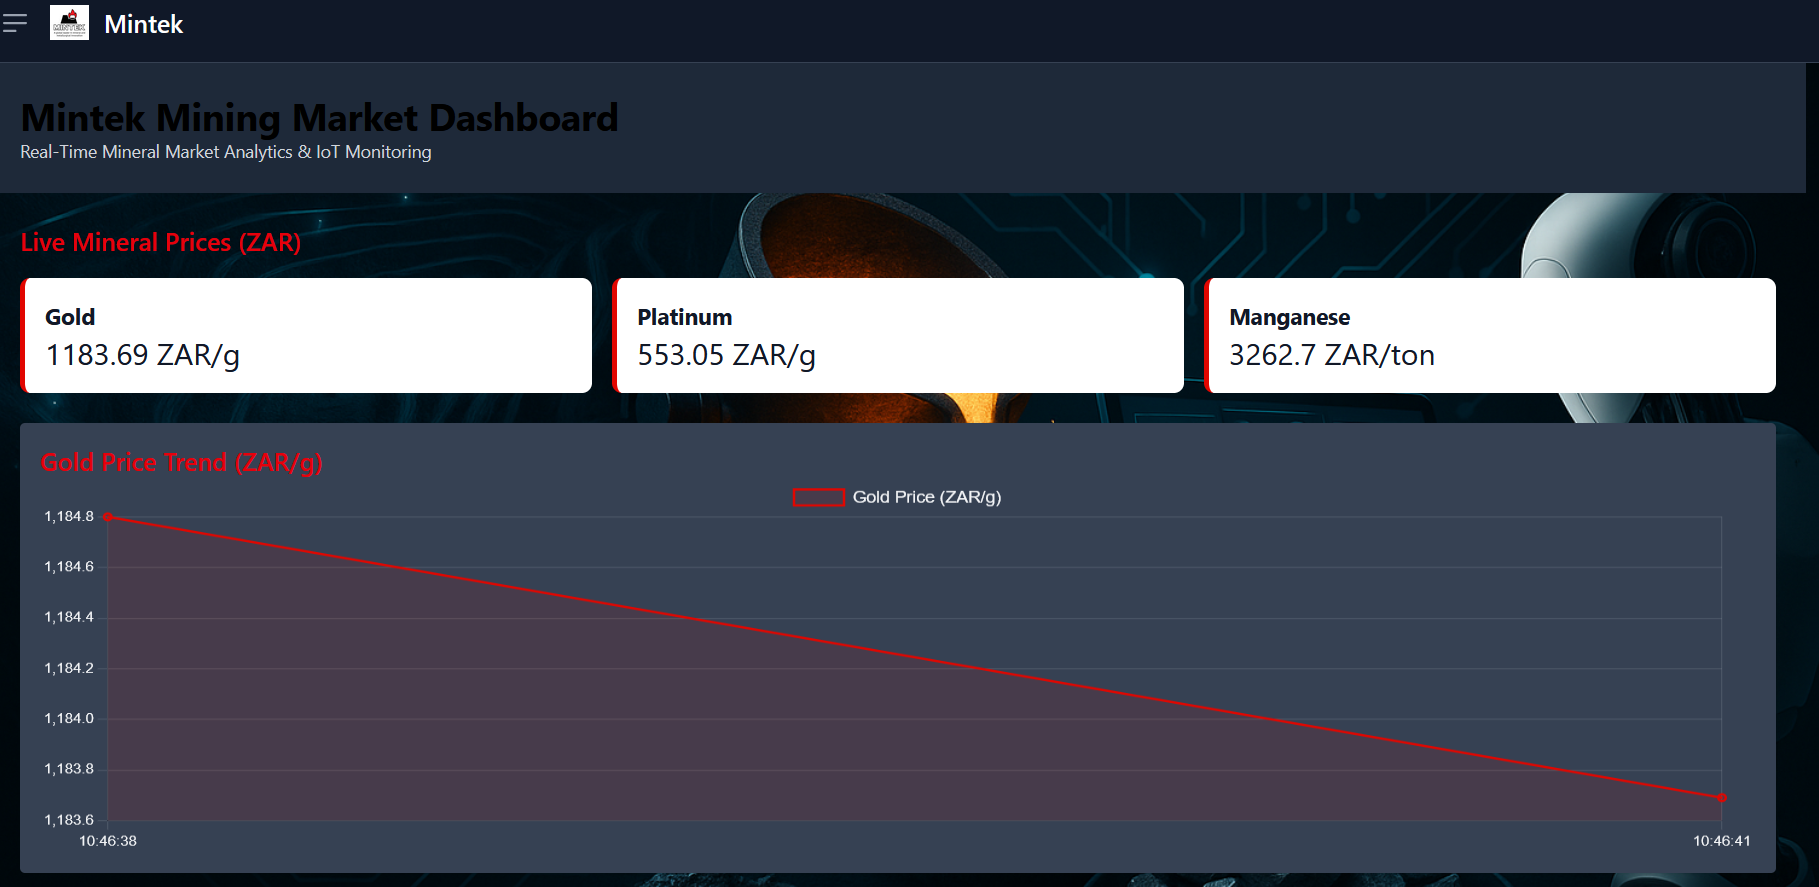 Mintek
Mintek Mining Market Dashboard
Real-Time Mineral Market Analytics & IoT Monitoring
Live Mineral Prices (ZAR)
Gold
1183.69 ZAR/g
Platinum
553.05 ZAR/g
Manganese
3262.7 ZAR/ton
Gold Price Trend (ZAR/g)
Gold Price (ZAR/g)
1,184.8
1,184.6
1,184.4
1,184.2
1,184.0
1,183.8
1,183.6
10:46:38 10:46:41